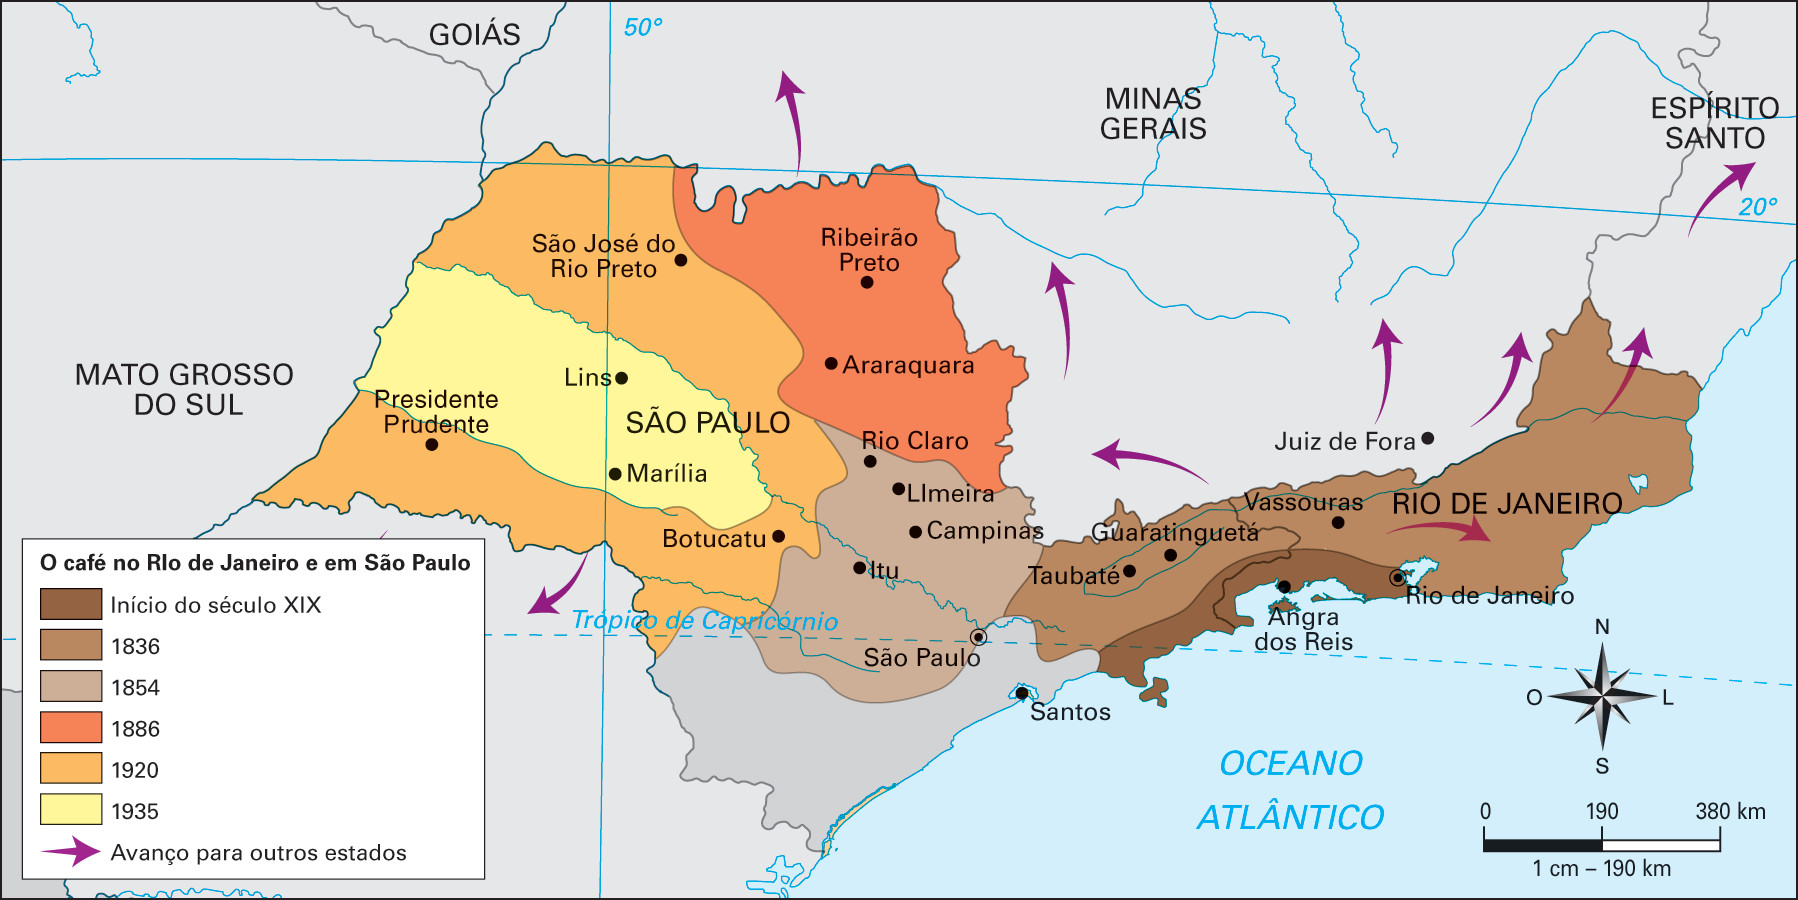 GOIÁS
50°
MINAS
GERAIS
ESPÍRITO
SANTO
20°
São José do
Rio Preto
Ribeirão
Preto
MATO GROSSO
DO SUL
Araraquara
Lins
Presidente
Prudente
SÃO PAULO
Rio Claro
Juiz de Fora
Marília
LImeira
Vassouras
RIO DE JANEIRO
Botucatu
Campinas
Guaratinguetá
Itu
Taubaté
Rio de Janeiro
Trópico de Capricórnio
Angra
dos Reis
São Paulo
Santos
O café no RIo de Janeiro e em São Paulo
Início do século XIX
1836
1854
1886
1920
1935
Avanço para outros estados
OCEANO
ATLÂNTICO
N
O
L
S
0 190 380 km
1 cm – 190 km